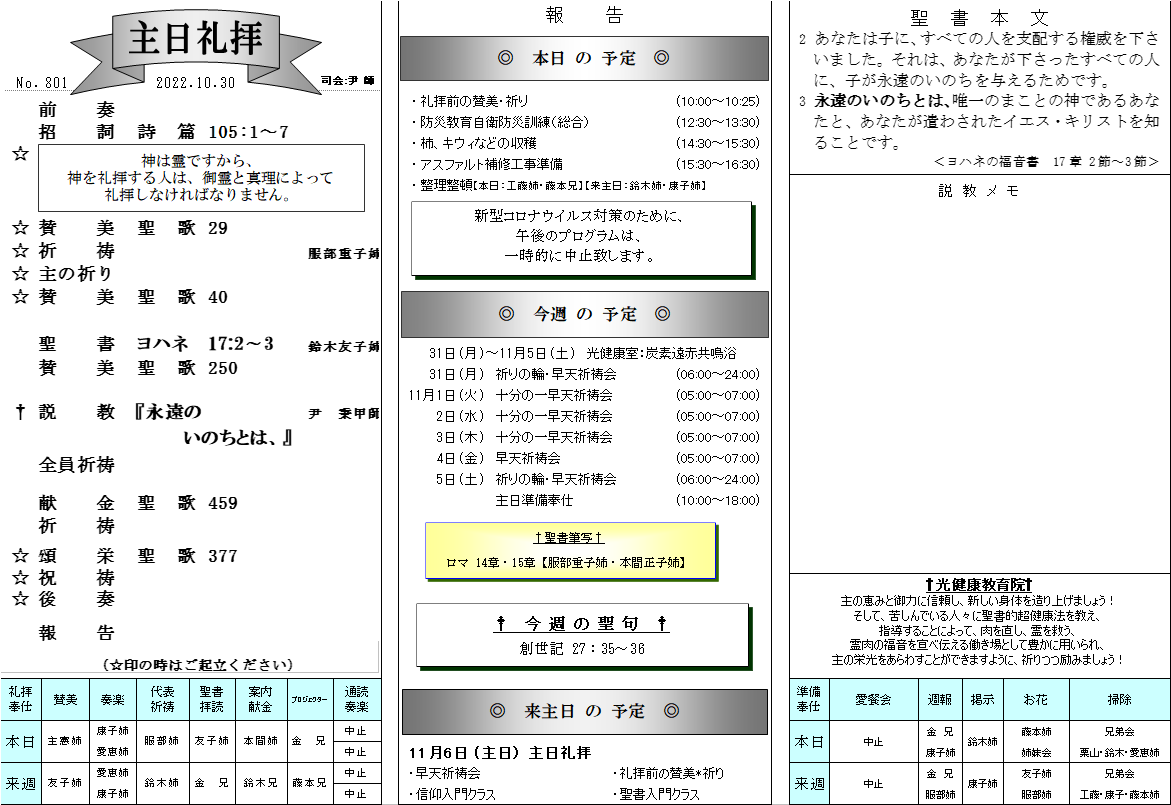 主日礼拝
No. 801
2022.10.30
司会:尹 師
前 奏
招 詞 詩 篇 105:1～7
☆
神は霊ですから、
神を礼拝する人は、御霊と真理によって
礼拝しなければなりません。
☆ 賛 美 聖 歌 29
☆ 祈 祷 服部重子姉
☆ 主の祈り
☆ 賛 美 聖 歌 40
聖 書 ヨハネ 17:2～3 鈴木友子姉
賛 美 聖 歌 250
✝ 説 教 『永遠の 尹 秉甲師
いのちとは、』
全員祈祷
献 金 聖 歌 459
祈 祷
☆ 頌 栄 聖 歌 377
☆ 祝 祷
☆ 後 奏
報 告
(☆印の時はご起立ください)
礼拝奉仕 賛美 奏楽 代表祈祷 聖書拝読 案内献金 プロジェクター 通読奏楽
本日 主憲姉 康子姉 愛恵姉 服部姉 友子姉 本間姉 金 兄 中止 中止
来週 友子姉 愛恵姉 康子姉 鈴木姉 金 兄 鈴木兄 藤本兄 中止 中止
報 告
◎ 本日 の 予定 ◎
・礼拝前の賛美・祈り (10:00～10:25)
・防災教育自衛防災訓練(総合) (12:30～13:30)
・柿、キウィなどの収穫 (14:30～15:30)
・アスファルト補修工事準備 (15:30～16:30)
・整理整頓【本日:工藤姉・藤本兄】【来主日:鈴木姉・康子姉】
新型コロナウイルス対策のために、
午後のプログラムは、
一時的に中止致します。
◎ 今週 の 予定 ◎
31日(月)～11月5日(土) 光健康室:炭素遠赤共鳴浴
31日(月) 祈りの輪・早天祈祷会 (06:00～24:00)
11月1日(火) 十分の一早天祈祷会 (05:00～07:00)
2日(水) 十分の一早天祈祷会 (05:00～07:00)
3日(木) 十分の一早天祈祷会 (05:00～07:00)
4日(金) 早天祈祷会 (05:00～07:00)
5日(土) 祈りの輪・早天祈祷会 (06:00～24:00)
主日準備奉仕 (10:00～18:00)
✝聖書筆写✝
ロマ 14章・15章【服部重子姉・本間正子姉】
✝ 今 週 の 聖 句 ✝
創世記 27：35～36
◎ 来主日 の 予定 ◎
11月6日(主日) 主日礼拝
・早天祈祷会 ・礼拝前の賛美*祈り
・信仰入門クラス ・聖書入門クラス
聖 書 本 文
2 あなたは子に、すべての人を支配する権威を下さ
いました。それは、あなたが下さったすべての人
に、子が永遠のいのちを与えるためです。
3 永遠のいのちとは、唯一のまことの神であるあな
たと、あなたが遣わされたイエス・キリストを知
ることです。
＜ヨハネの福音書 17章 2節～3節＞
説 教 メ モ
✝光健康教育院✝
主の恵みと御力に信頼し、新しい身体を造り上げましょう！
そして、苦しんでいる人々に聖書的超健康法を教え、
指導することによって、肉を直し、霊を救う、
霊肉の福音を宣べ伝える働き場として豊かに用いられ、
主の栄光をあらわすことができますように、祈りつつ励みましょう！
準備奉仕 愛餐会 週報 掲示 お花 掃除
本日 中止 金 兄 康子姉 鈴木姉 藤本姉 姉妹会 兄弟会 栗山・鈴木・愛恵姉
来週 中止 金 兄 服部姉 康子姉 友子姉 服部姉 兄弟会 工藤・康子・藤本姉